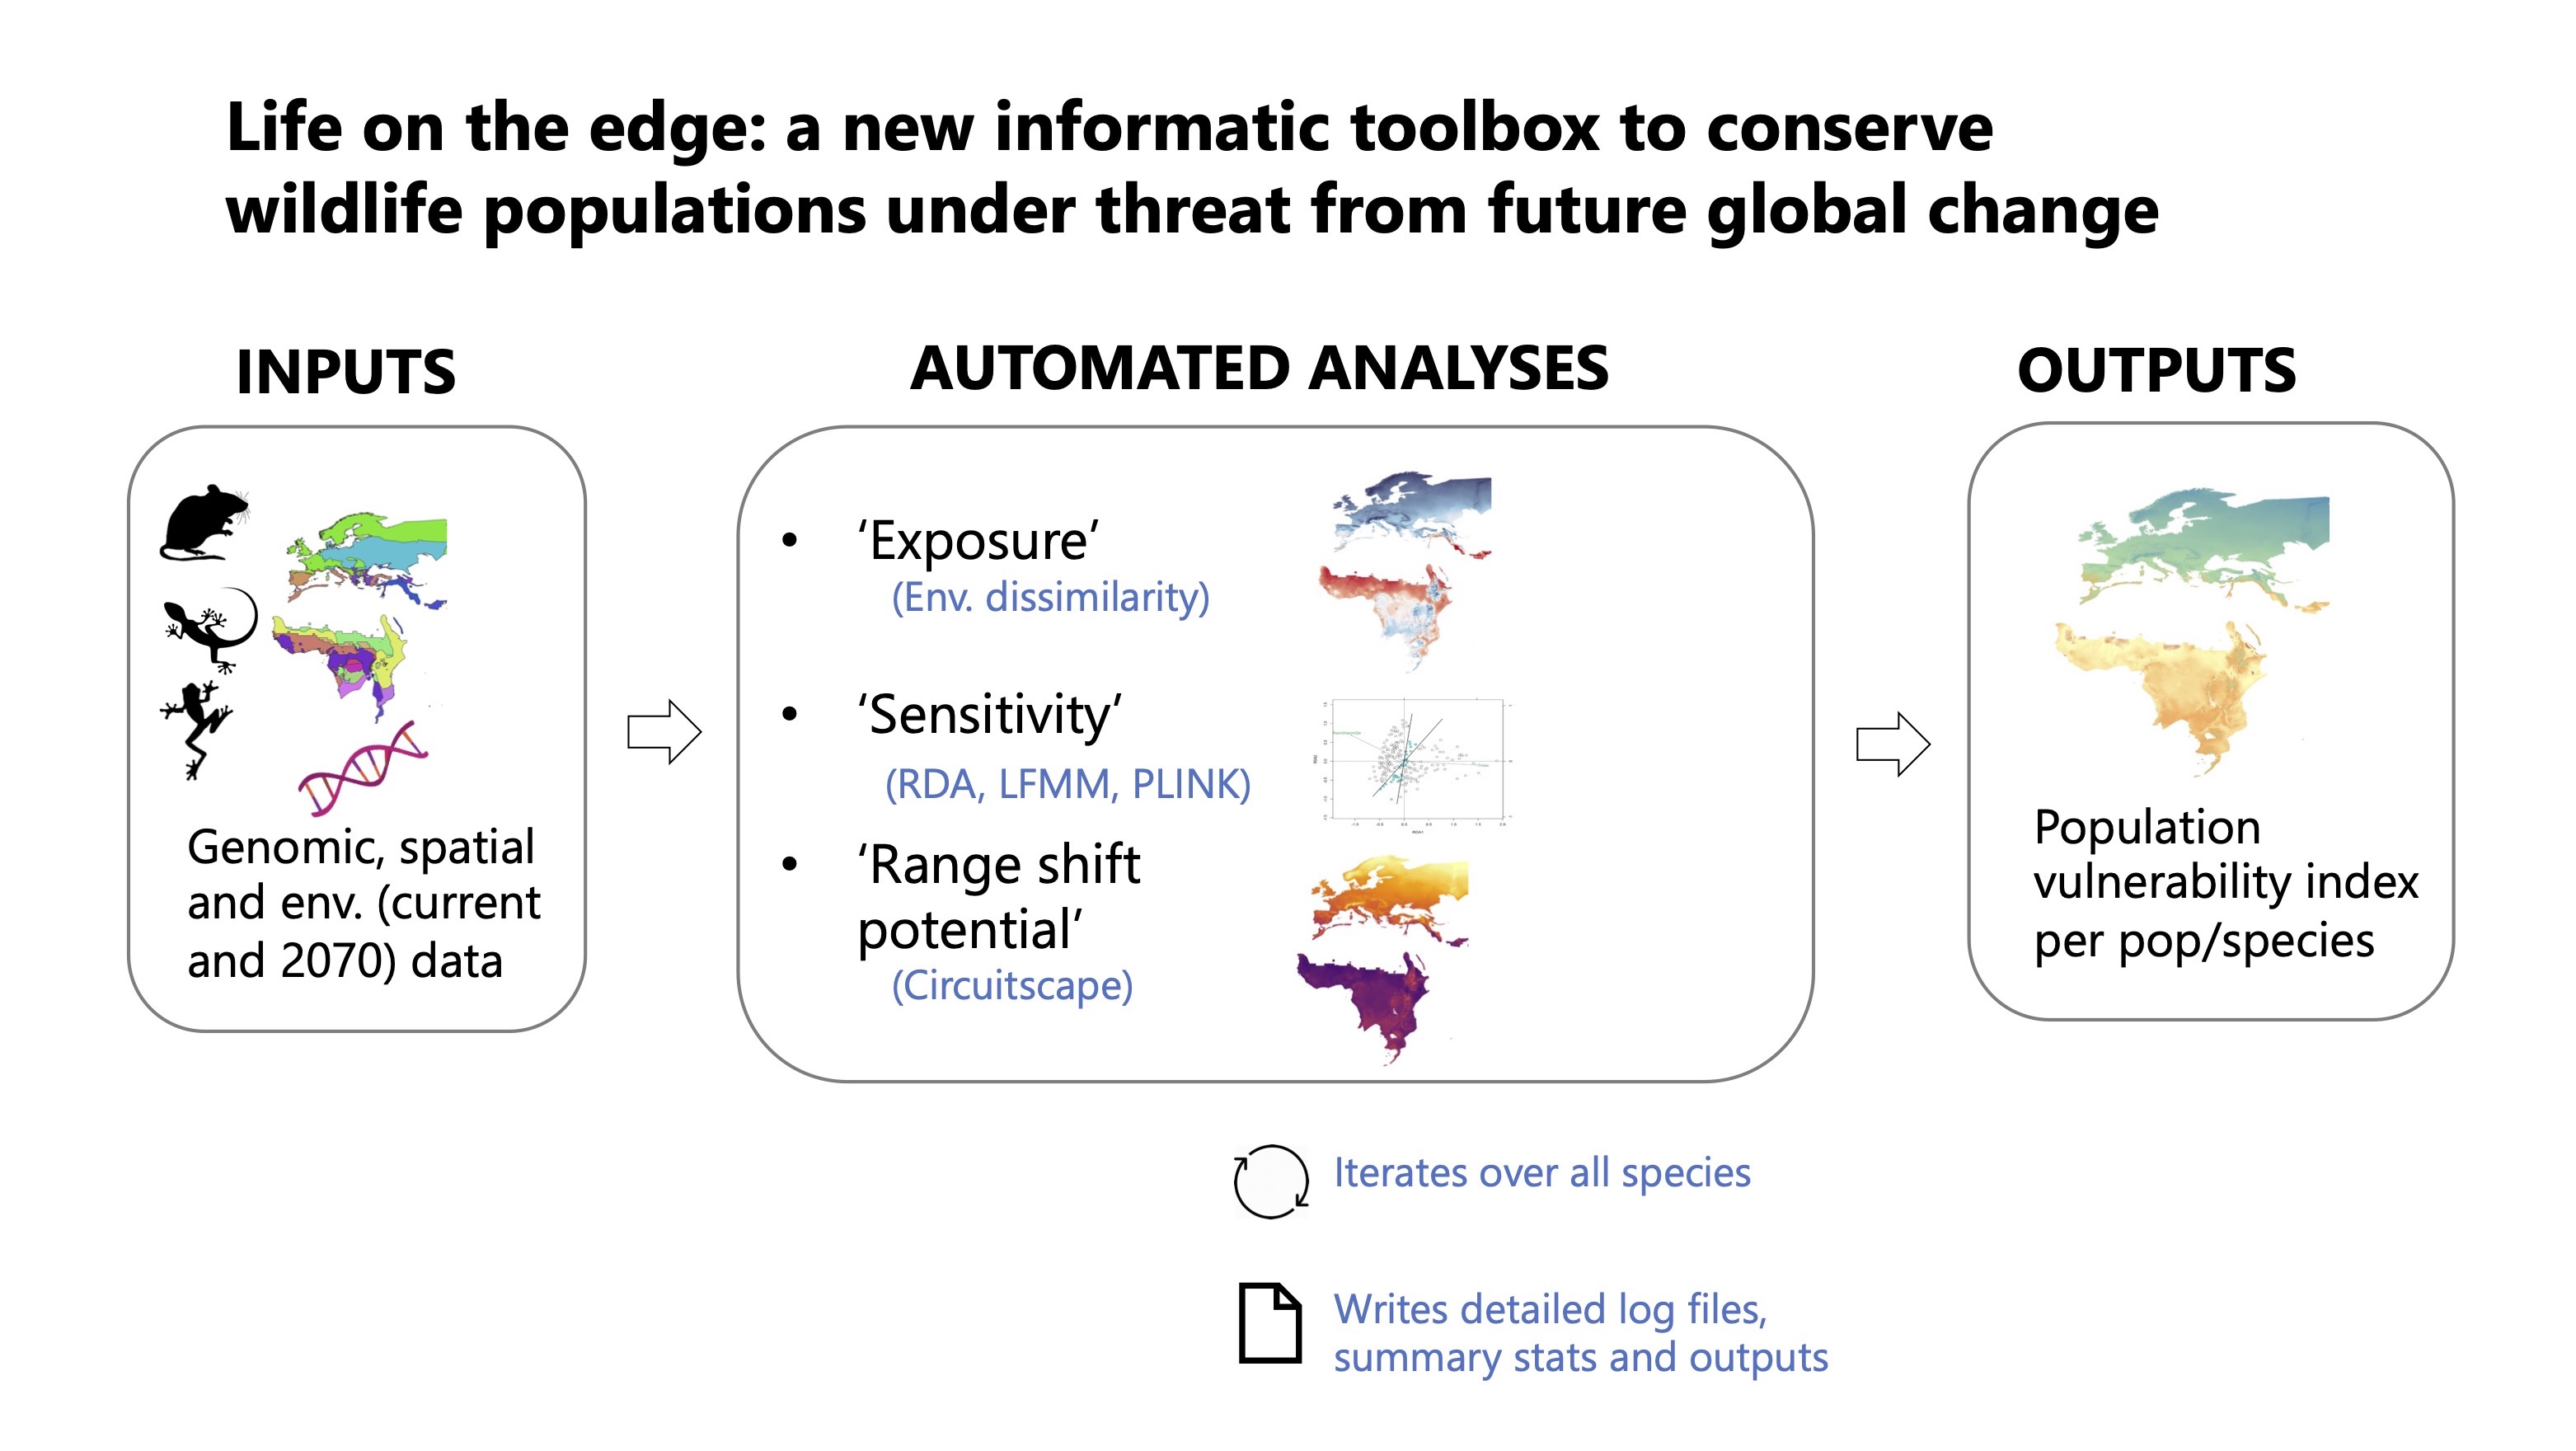 Life on the edge: a new informatic toolbox to conserve
wildlife populations under threat from future global change
INPUTS
Genomic, spatial
and env. (current
and 2070) data
AUTOMATED ANALYSES
• ‘Exposure’
(Env. dissimilarity)
• ‘Sensitivity’
(RDA, LFMM, PLINK)
• ‘Range shift
potential’
(Circuitscape)
OUTPUTS
Population
vulnerability index
per pop/species
Iterates over all species
Writes detailed log files,
summary stats and outputs